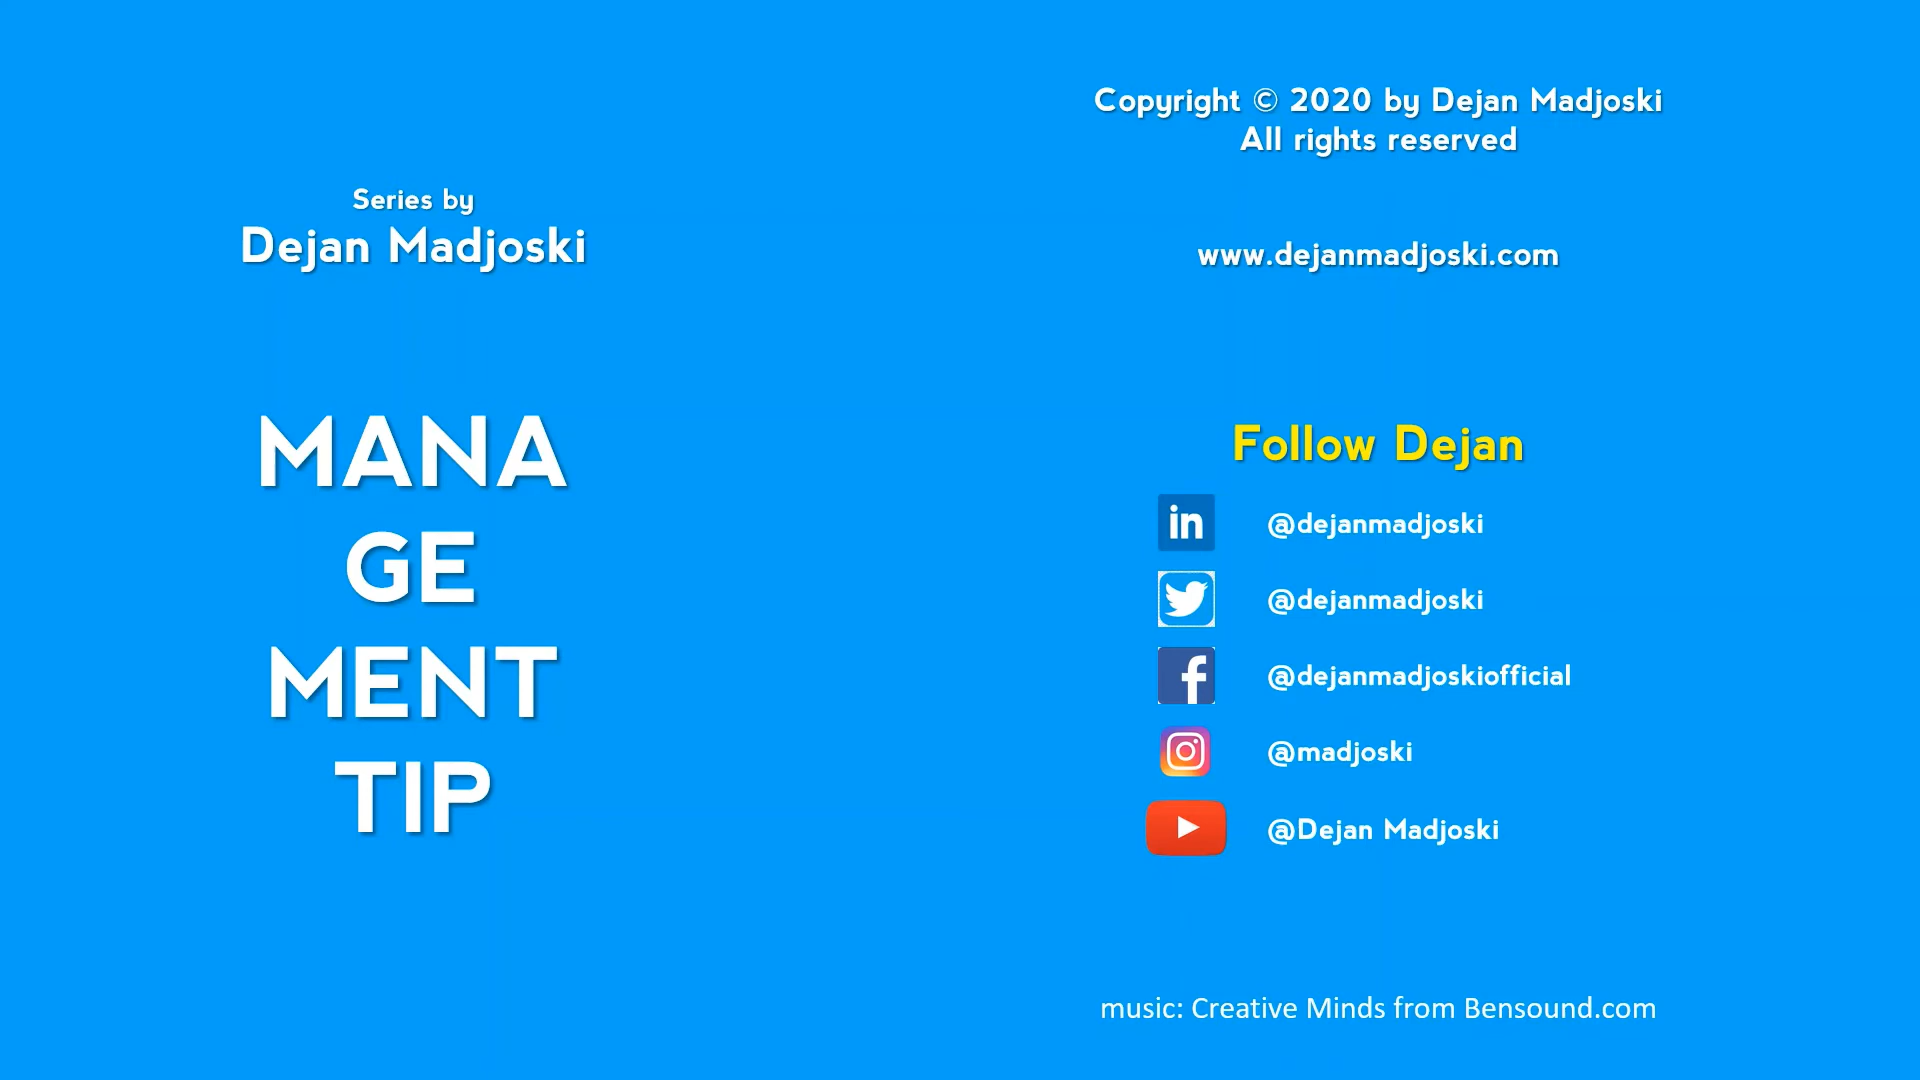 Series by
Dejan Madjoski
MANA
GE
MENT
TIP
Copyright © 2020 by Dejan Madjoski
All rights reserved
www.dejanmadjoski.com
Follow Dejan
in @dejanmadjoski
@dejanmadjoski
f @dejanmadjoskiofficial
@madjoski
@Dejan Madjoski
music: Creative Minds from Bensound.com